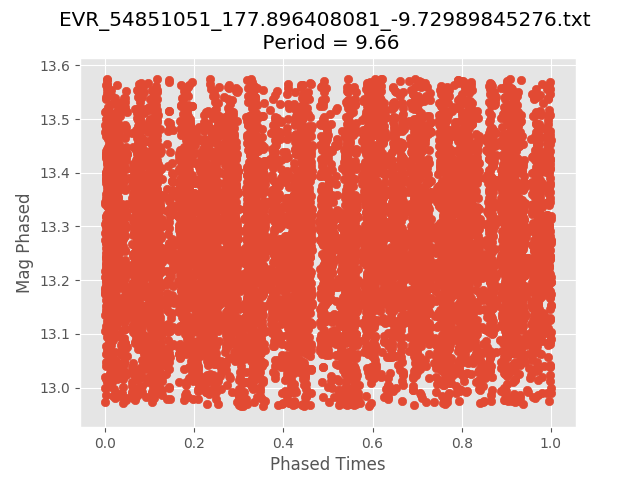 EVR_54851051_177.896408081_-9.72989845276.txt
Period = 9.66
Mag Phased
13.6
13.5
13.4
13.3
13.2
13.1
13.0
0.0 0.2 0.4 0.6 0.8 1.0
Phased Times